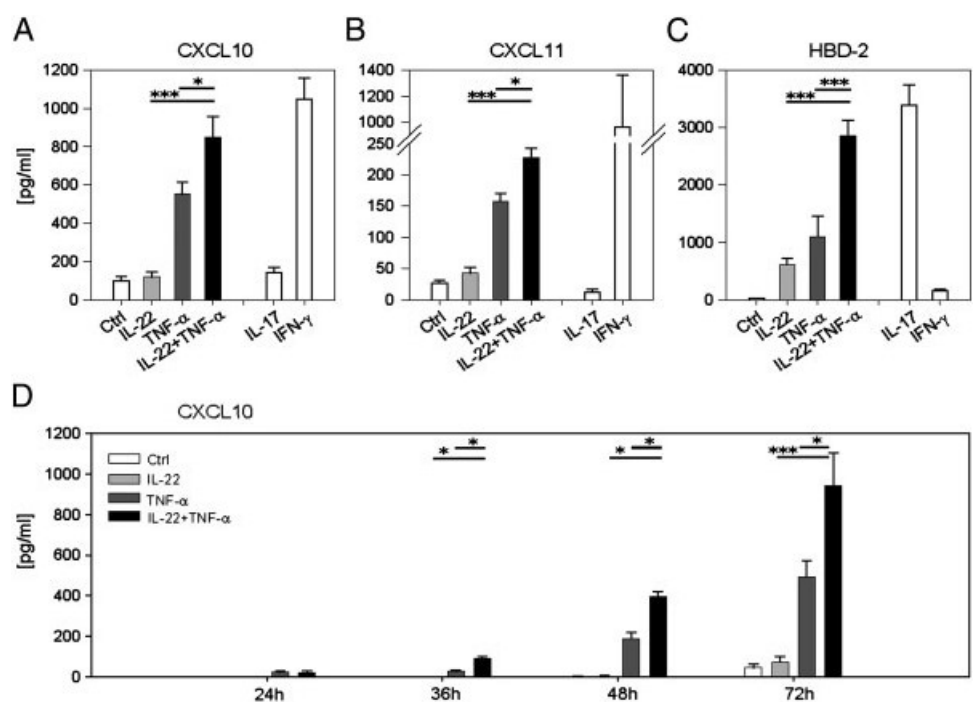 A
CXCL10
[pg/ml]
1200
1000
800
600
400
200
0
***
*
Ctrl
IL-22
TNF-α
IL-22+TNF-α
IL-17
IFN-γ
B
CXCL11
1400
1200
1000
250
200
150
100
50
0
***
*
Ctrl
IL-22
TNF-α
IL-22+TNF-α
IL-17
IFN-γ
C
HBD-2
4000
3000
2000
1000
0
***
***
Ctrl
IL-22
TNF-α
IL-22+TNF-α
IL-17
IFN-γ
D
CXCL10
[pg/ml]
1200
1000
800
600
400
200
0
Ctrl
IL-22
TNF-α
IL-22+TNF-α
*
*
*
*
***
*
24h
36h
48h
72h